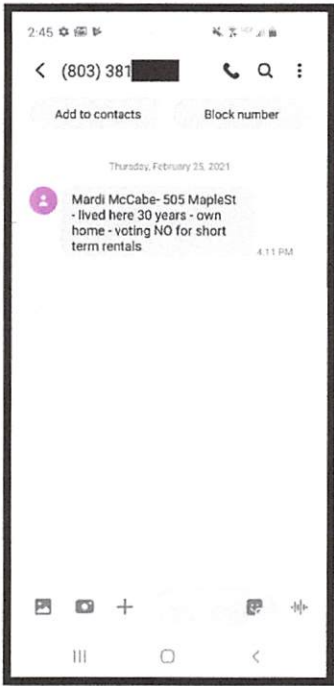 2:45
(803) 381
Add to contacts
Block number
Thursday, February 25, 2021
Mardi McCabe- 505 MapleSt
- lived here 30 years - own
home - voting NO for short
term rentals
4:11 PM